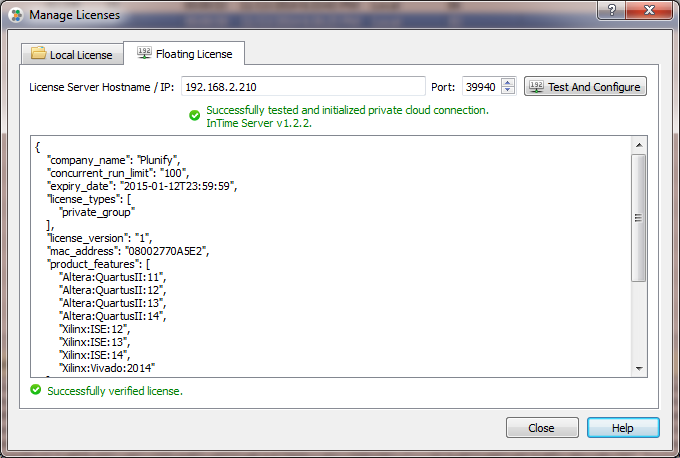 Manage Licenses
Local License
Floating License
License Server Hostname / IP: 192.168.2.210 Port: 39940 Test And Configure
Successfully tested and initialized private cloud connection.
InTime Server v1.2.2.
{
"company_name": "Plunify",
"concurrent_run_limit": "100",
"expiry_date": "2015-01-12T23:59:59",
"license_types": [
"private_group"
],
"license_version": "1",
"mac_address": "08002770A5E2",
"product_features": [
"Altera:QuartusII:11",
"Altera:QuartusII:12",
"Altera:QuartusII:13",
"Altera:QuartusII:14",
"Xilinx:ISE:12",
"Xilinx:ISE:13",
"Xilinx:ISE:14",
"Xilinx:Vivado:2014"
Successfully verified license.
Close
Help